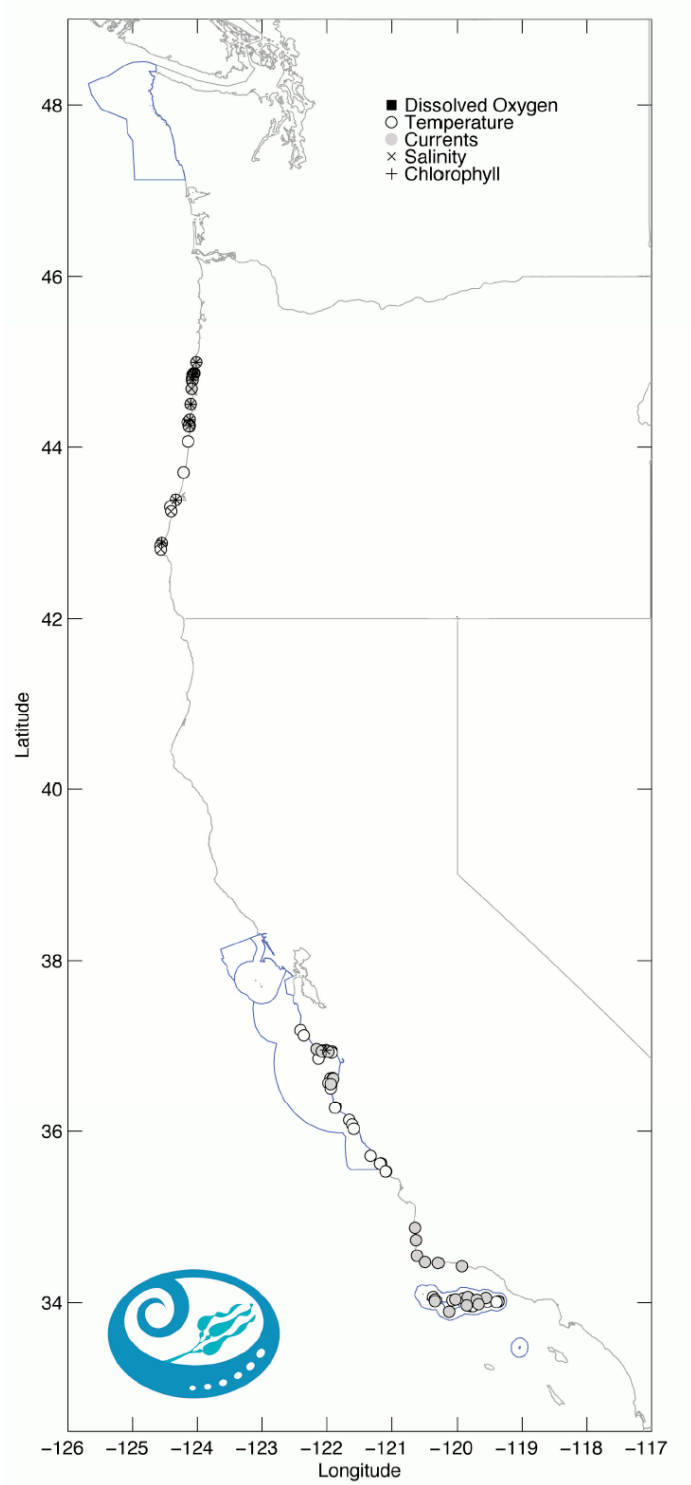 ■ Dissolved Oxygen
○ Temperature
● Currents
× Salinity
+ Chlorophyll
48
46
44
42
40
38
36
34
Latitude
−126 −125 −124 −123 −122 −121 −120 −119 −118 −117
Longitude